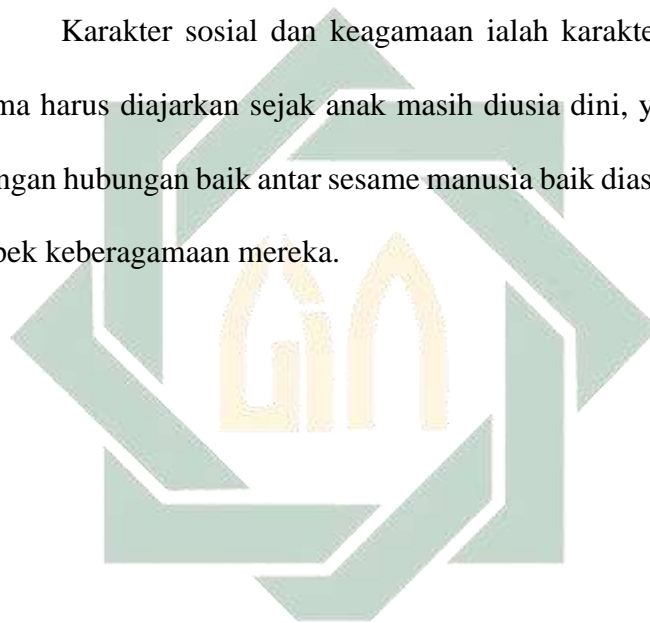 Karakter sosial dan keagamaan ialah karakte
ma harus diajarkan sejak anak masih diusia dini, y
ngan hubungan baik antar sesame manusia baik dias
pek keberagamaan mereka.